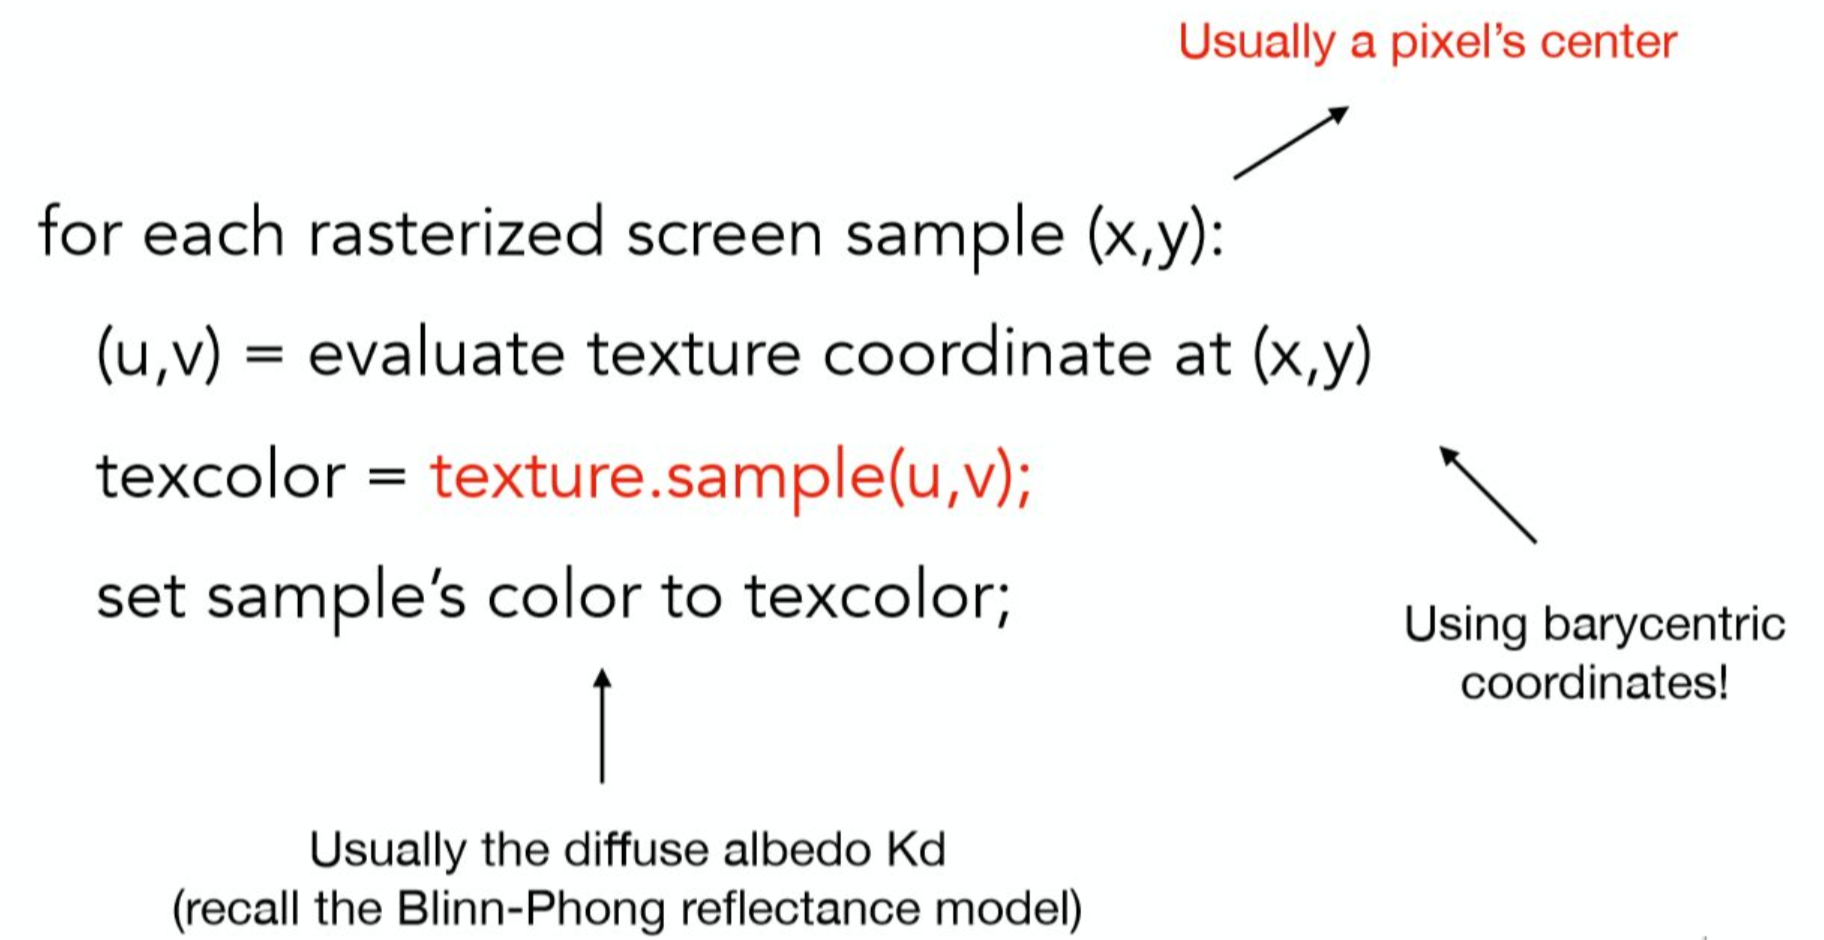 Usually a pixel’s center
for each rasterized screen sample (x,y):
(u,v) = evaluate texture coordinate at (x,y)
texcolor = texture.sample(u,v);
set sample’s color to texcolor;
Using barycentric
coordinates!
Usually the diffuse albedo Kd
(recall the Blinn-Phong reflectance model)